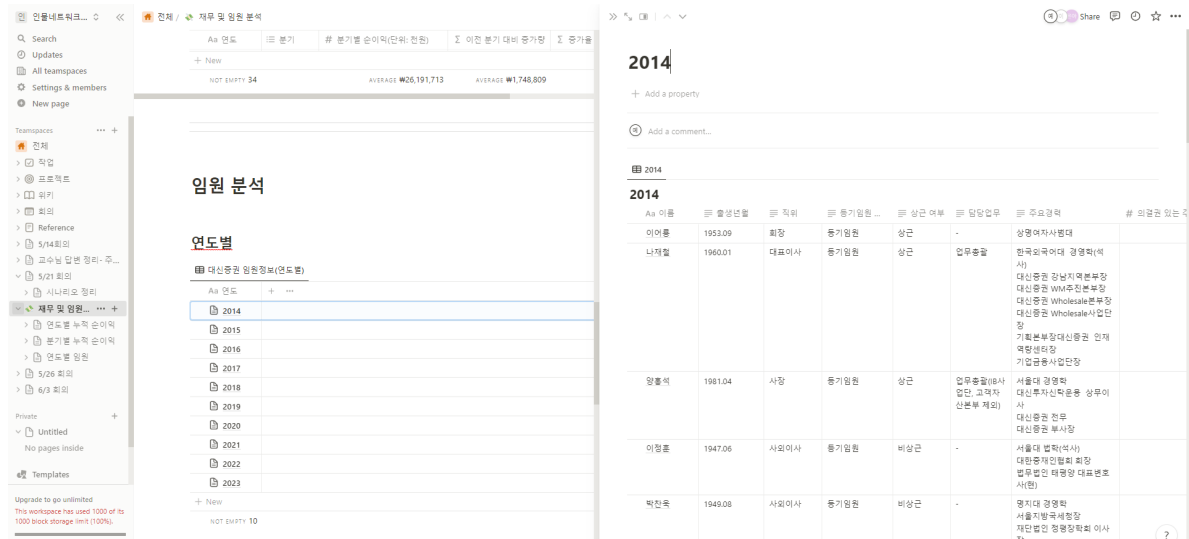 인 인물네트워크...
Search
Updates
All teamspaces
Settings & members
New page
Teamspaces
전체
작업
프로젝트
위키
회의
Reference
5/14회의
교수님 답변 정리- 주...
5/21 회의
시나리오 정리
재무 및 임원...
연도별 누적 순이익
분기별 누적 순이익
연도별 임원
5/26 회의
6/3 회의
Private
Untitled
No pages inside
Templates
Upgrade to go unlimited
This workspace has used 1000 of its
1000 block storage limit (100%).
전체 / 재무 및 임원 분석
Aa 연도 분기 # 분기별 순이익(단위: 천원) Σ 이전 분기 대비 증가량 Σ 증가율
+ New
NOT EMPTY 34 AVERAGE ₩26,191,713 AVERAGE ₩1,748,809
임원 분석
연도별
대신증권 임원정보(연도별)
Aa 연도 + ...
2014
2015
2016
2017
2018
2019
2020
2021
2022
2023
+ New
NOT EMPTY 10
Share
2014
+ Add a property
Add a comment...
2014
2014
Aa 이름 출생년월 직위 등기임원 ... 상근 여부 담당업무 주요경력 # 의결권 있는 주
이어룡 1953.09 회장 등기임원 상근 - 상명여자사범대
나재철 1960.01 대표이사 등기임원 상근 업무총괄 한국외국어대 경영학(석
사)
대신증권 강남지역본부장
대신증권 WM추진본부장
대신증권 Wholesale본부장
대신증권 Wholesale사업단
장
기획본부장대신증권 인재
역량센터장
기업금융사업단장
양홍석 1981.04 사장 등기임원 상근 업무총괄(IB사 서울대 경영학
업단, 고객자 대신투자신탁운용 상무이
산본부 제외) 사
대신증권 전무
대신증권 부사장
이정훈 1947.06 사외이사 등기임원 비상근 - 서울대 법학(석사)
대한중재인협회 회장
법무법인 태평양 대표변호
사(현)
박찬욱 1949.08 사외이사 등기임원 비상근 - 명지대 경영학
서울지방국세청장
재단법인 정평장학회 이사
장
?